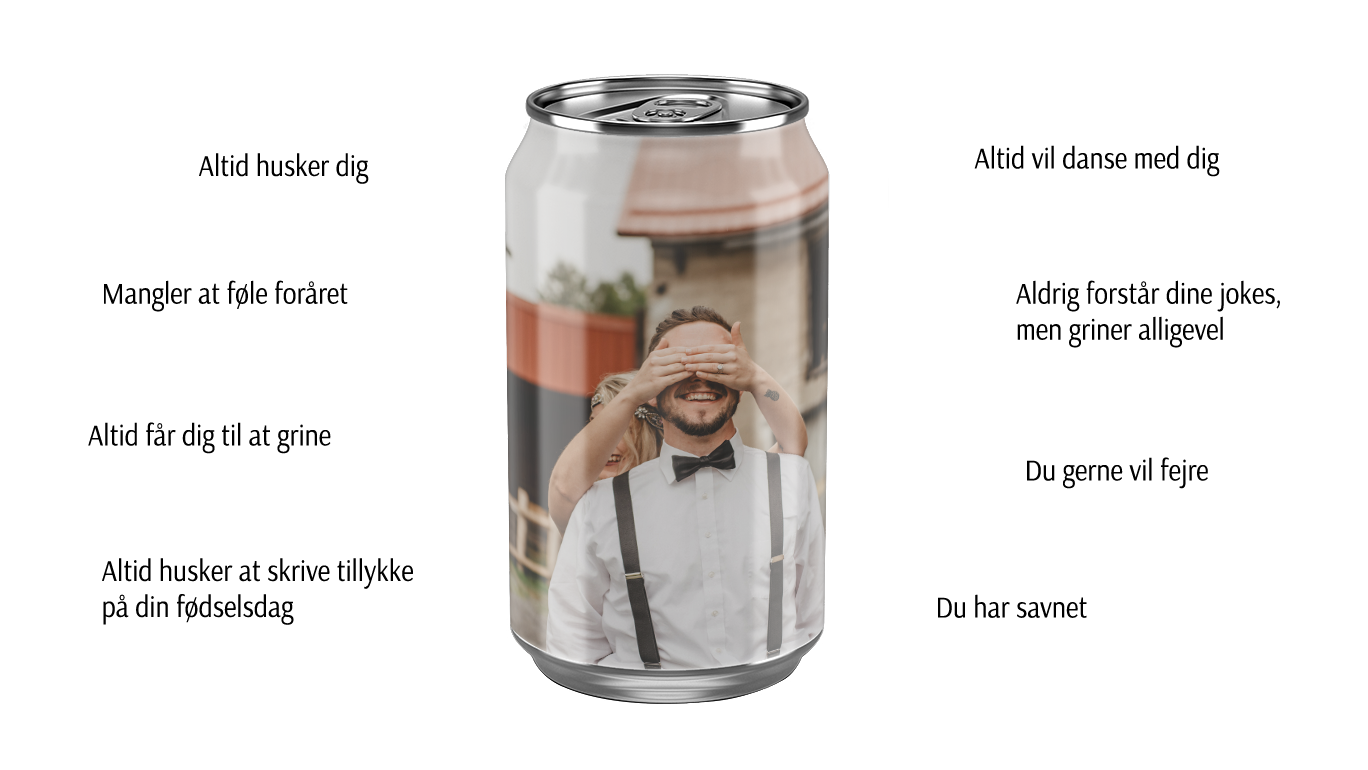 Altid husker dig
Mangler at føle foråret
Altid får dig til at grine
Altid husker at skrive tillykke
på din fødselsdag
Altid vil danse med dig
Aldrig forstår dine jokes,
men griner alligevel
Du gerne vil fejre
Du har savnet